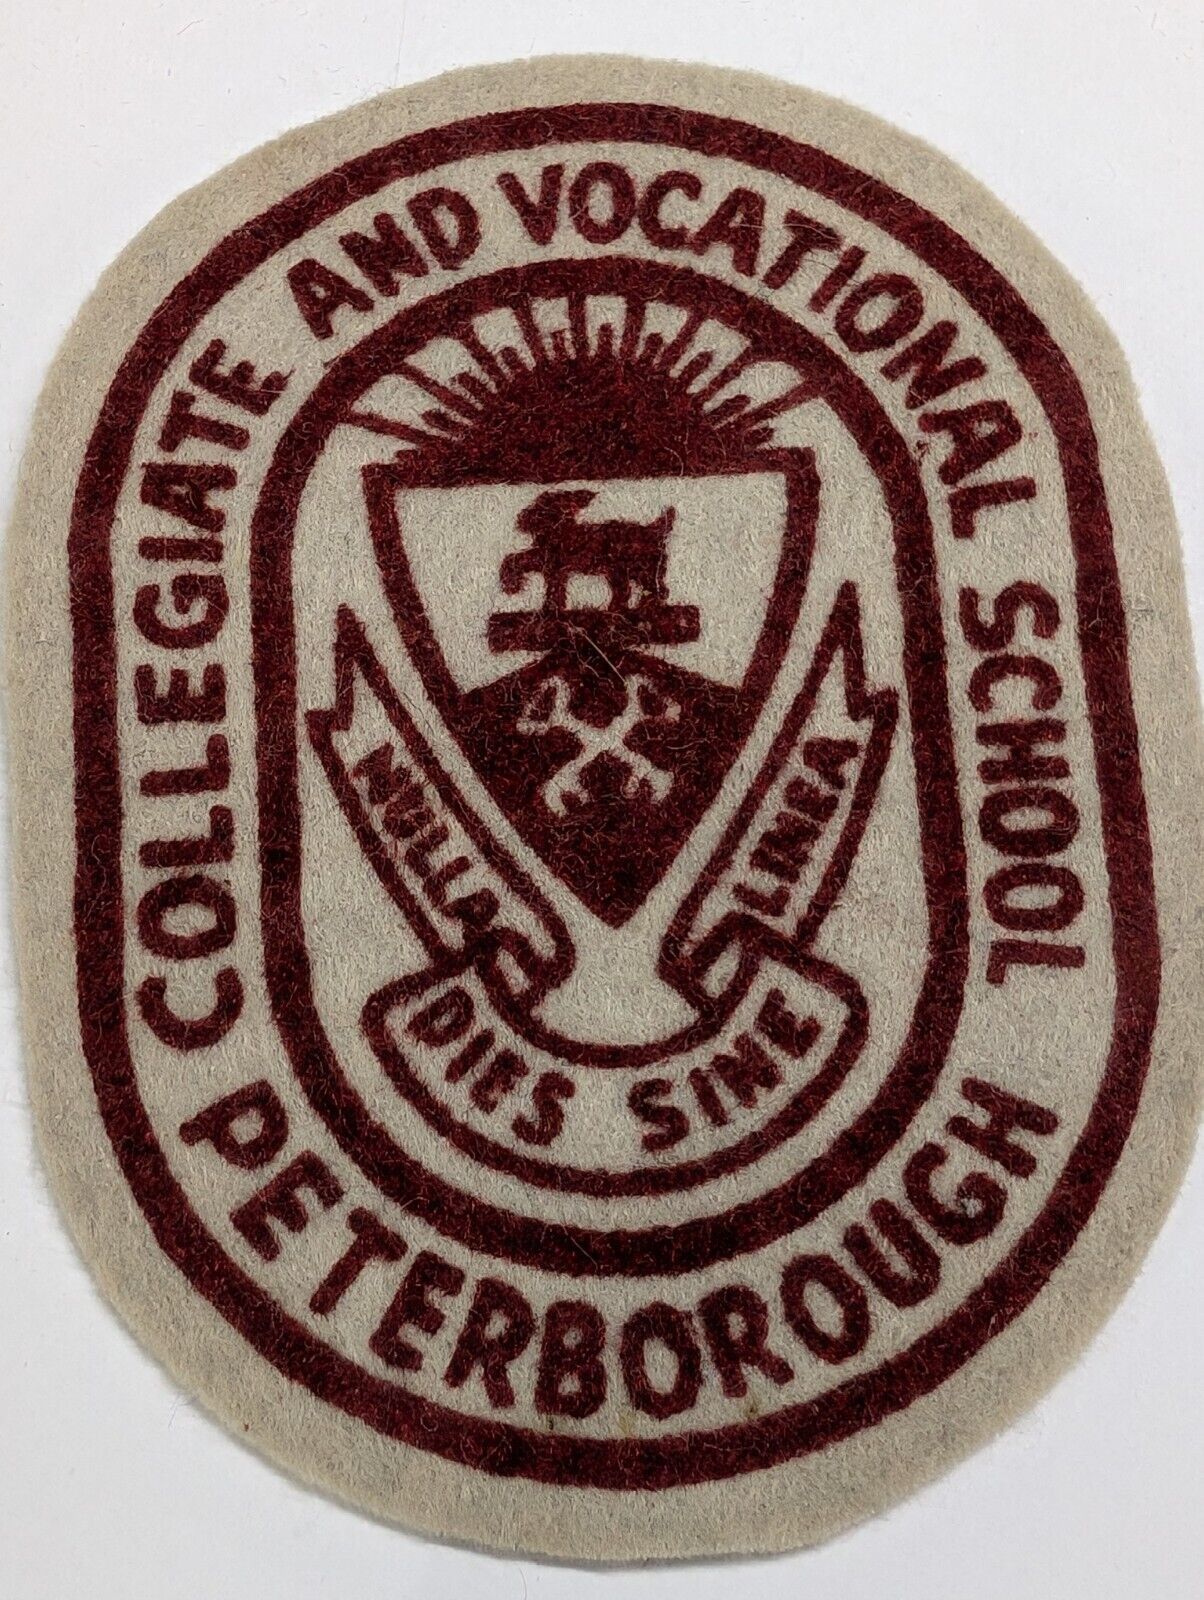 COLLEGIATE AND VOCATIONAL SCHOOL
PETERBOROUGH
NULLA DIES SINE LINEA